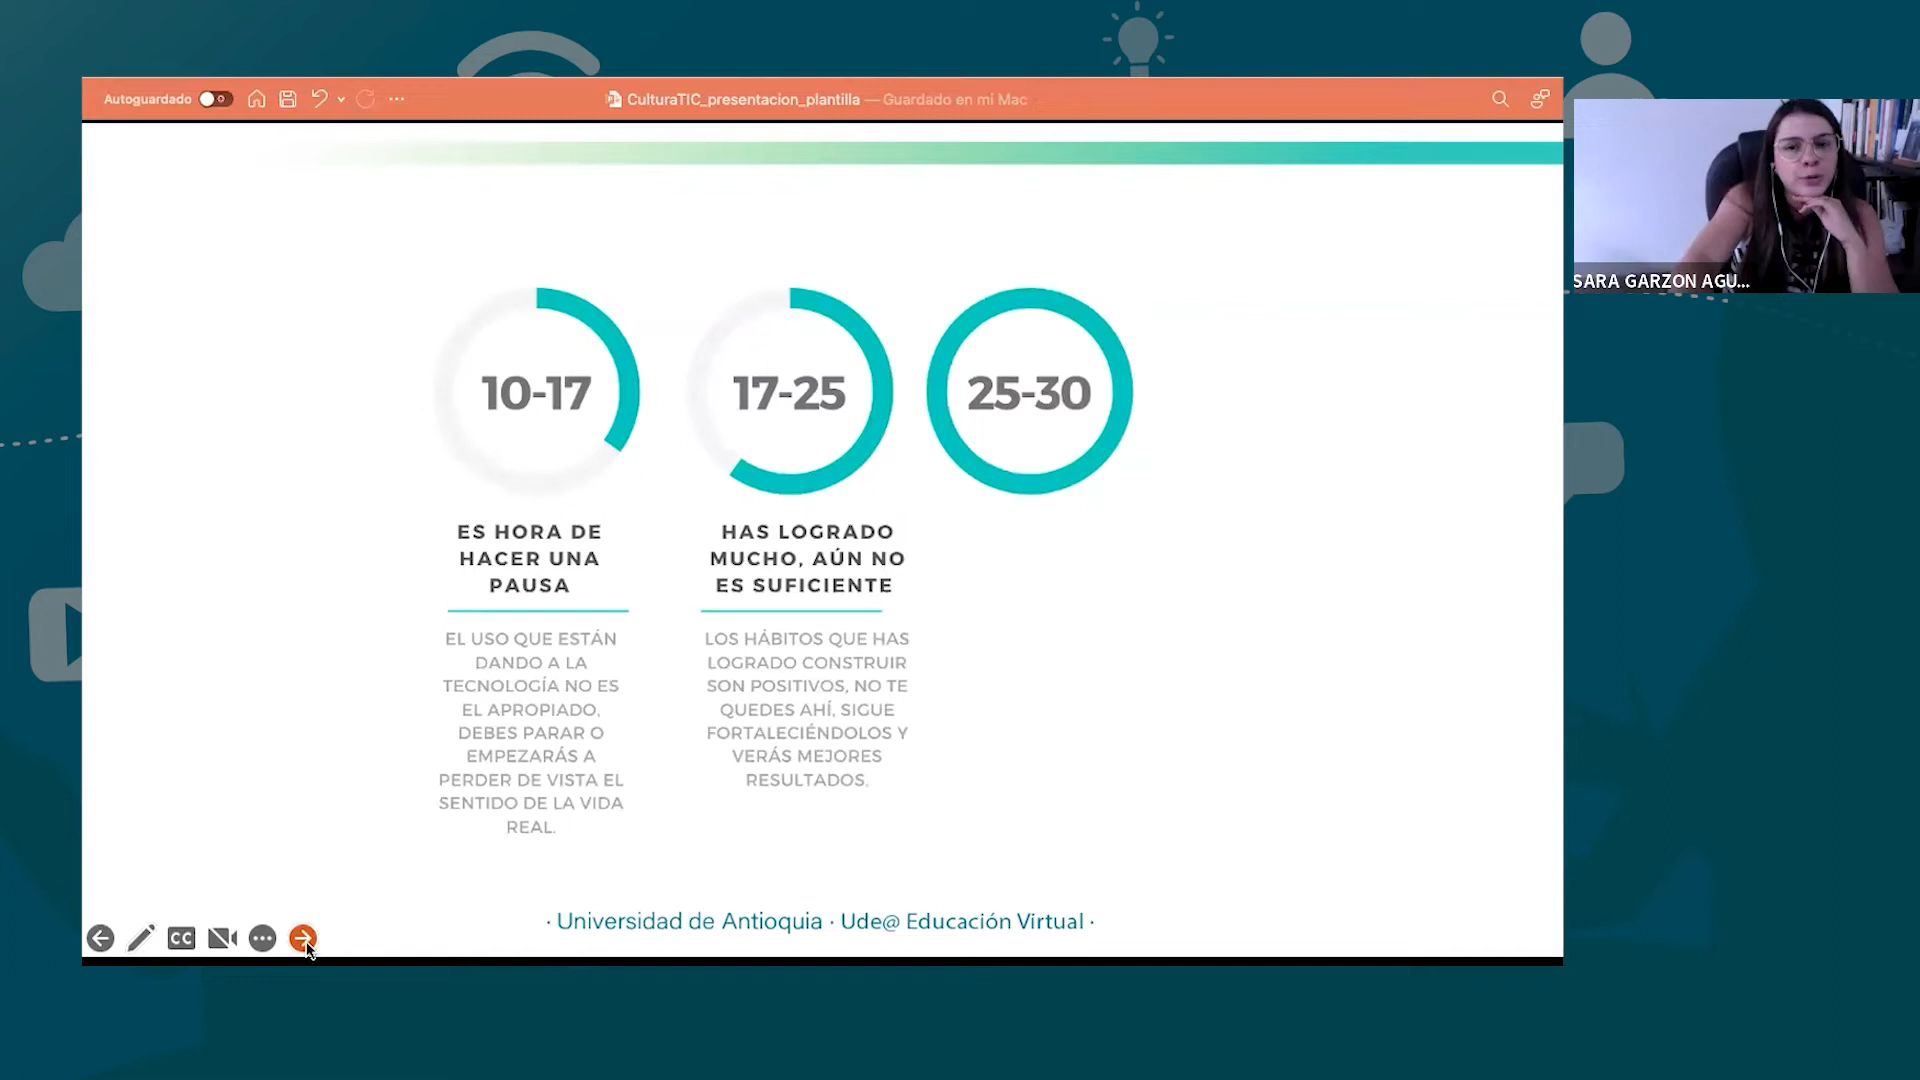 Autoguardado
CulturaTIC_presentacion_plantilla — Guardado en mi Mac
SARA GARZON AGU...
10-17
17-25
25-30
ES HORA DE
HACER UNA
PAUSA
EL USO QUE ESTÁN
DANDO A LA
TECNOLOGÍA NO ES
EL APROPIADO,
DEBES PARAR O
EMPEZARÁS A
PERDER DE VISTA EL
SENTIDO DE LA VIDA
REAL.
HAS LOGRADO
MUCHO, AÚN NO
ES SUFICIENTE
LOS HÁBITOS QUE HAS
LOGRADO CONSTRUIR
SON POSITIVOS, NO TE
QUEDES AHÍ, SIGUE
FORTALECIÉNDOLOS Y
VERÁS MEJORES
RESULTADOS.
CC
· Universidad de Antioquia · Ude@ Educación Virtual ·